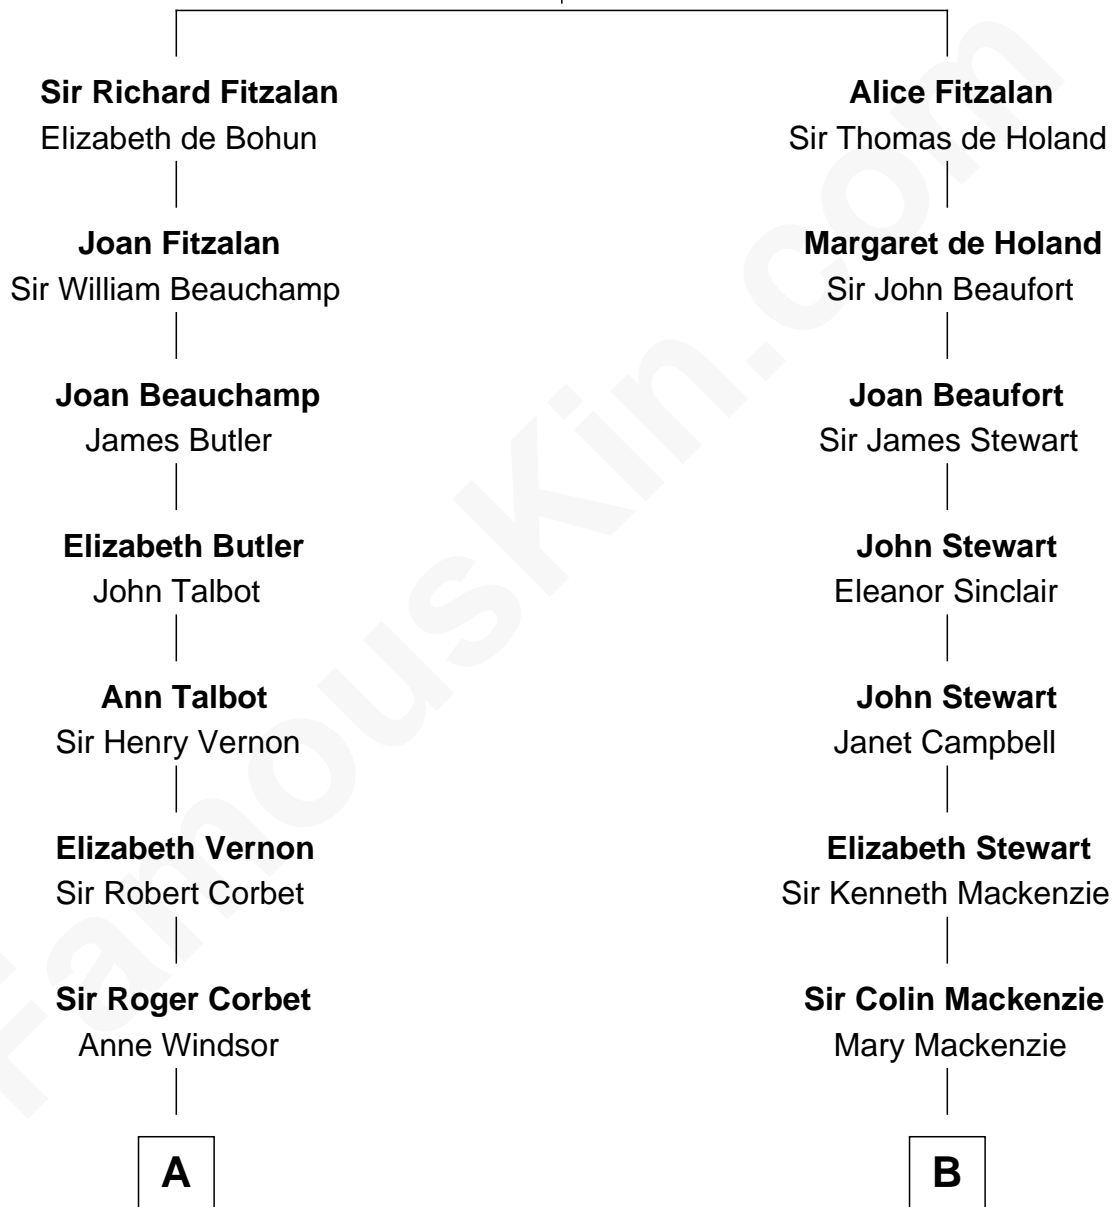 Sir Richard Fitzalan
Elizabeth de Bohun
Joan Fitzalan
Sir William Beauchamp
Joan Beauchamp
James Butler
Elizabeth Butler
John Talbot
Ann Talbot
Sir Henry Vernon
Elizabeth Vernon
Sir Robert Corbet
Sir Roger Corbet
Anne Windsor
A
Alice Fitzalan
Sir Thomas de Holand
Margaret de Holand
Sir John Beaufort
Joan Beaufort
Sir James Stewart
John Stewart
Eleanor Sinclair
John Stewart
Janet Campbell
Elizabeth Stewart
Sir Kenneth Mackenzie
Sir Colin Mackenzie
Mary Mackenzie
B
FamousKin.com